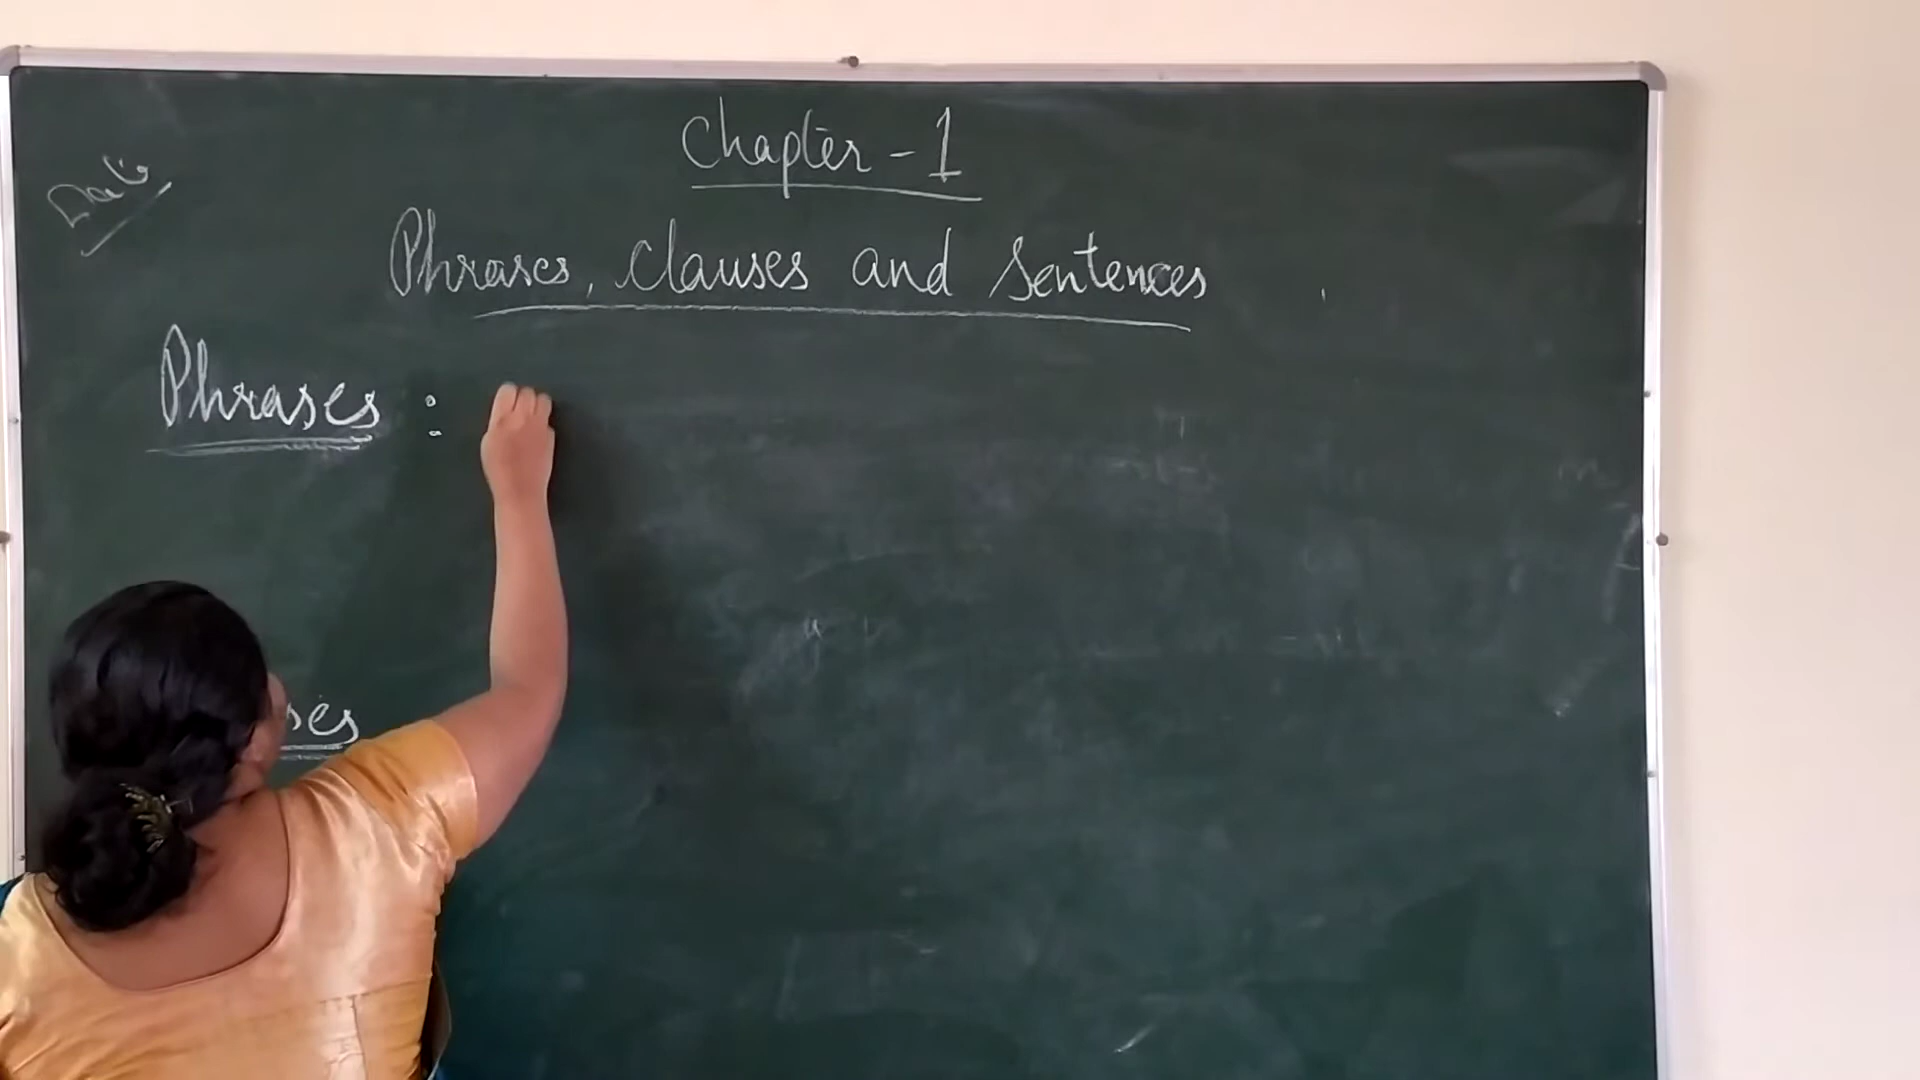 Chapter - 1
Date
Phrases, Clauses and Sentences
Phrases :
ses